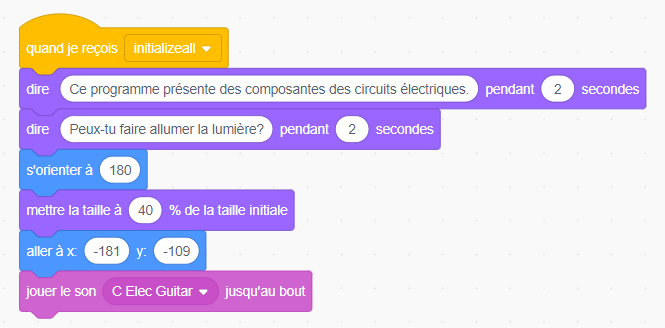 quand je reçois initializeall
dire Ce programme présente des composantes des circuits électriques. pendant 2 secondes
dire Peux-tu faire allumer la lumière? pendant 2 secondes
s'orienter à 180
mettre la taille à 40 % de la taille initiale
aller à x: -181 y: -109
jouer le son C Elec Guitar jusqu'au bout